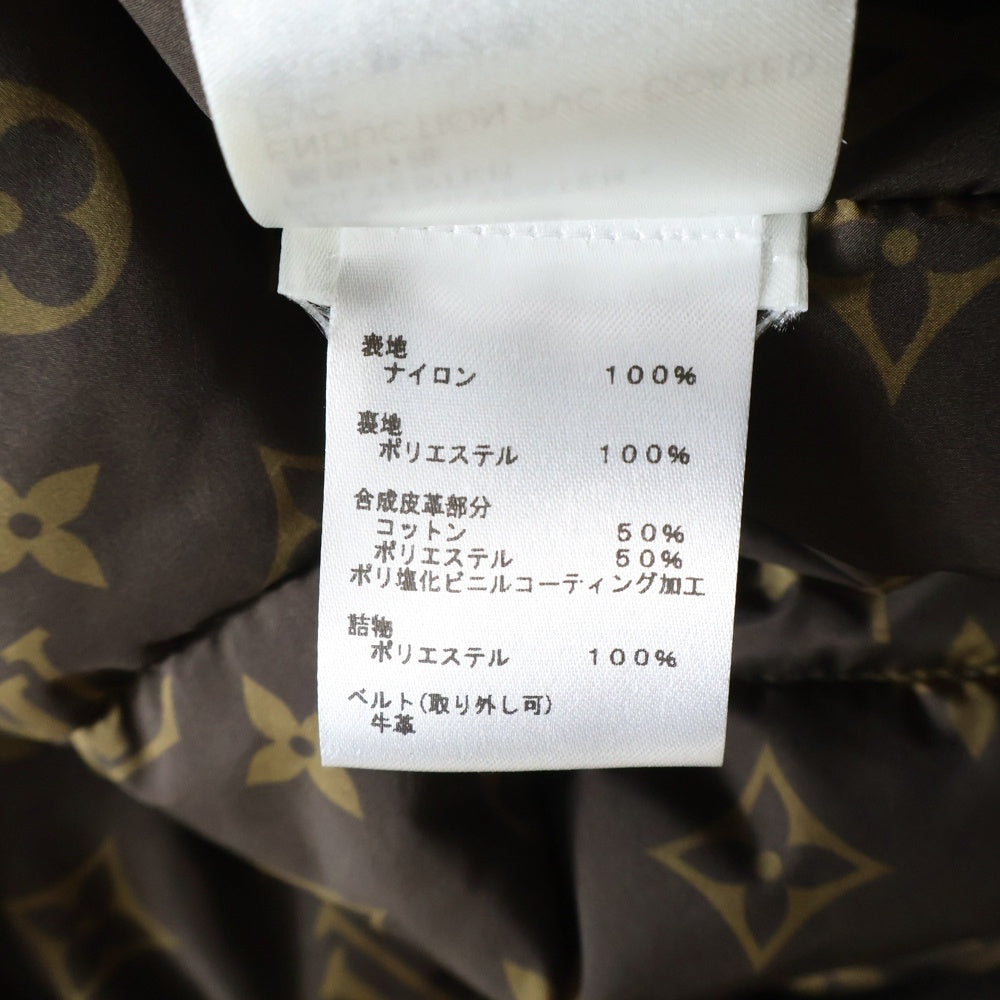 ENDUCTION PVC - COATED
表地
ナイロン 100%
裏地
ポリエステル 100%
合成皮革部分
コットン 50%
ポリエステル 50%
ポリ塩化ビニルコーティング加工
詰物
ポリエステル 100%
ベルト(取り外し可)
牛革